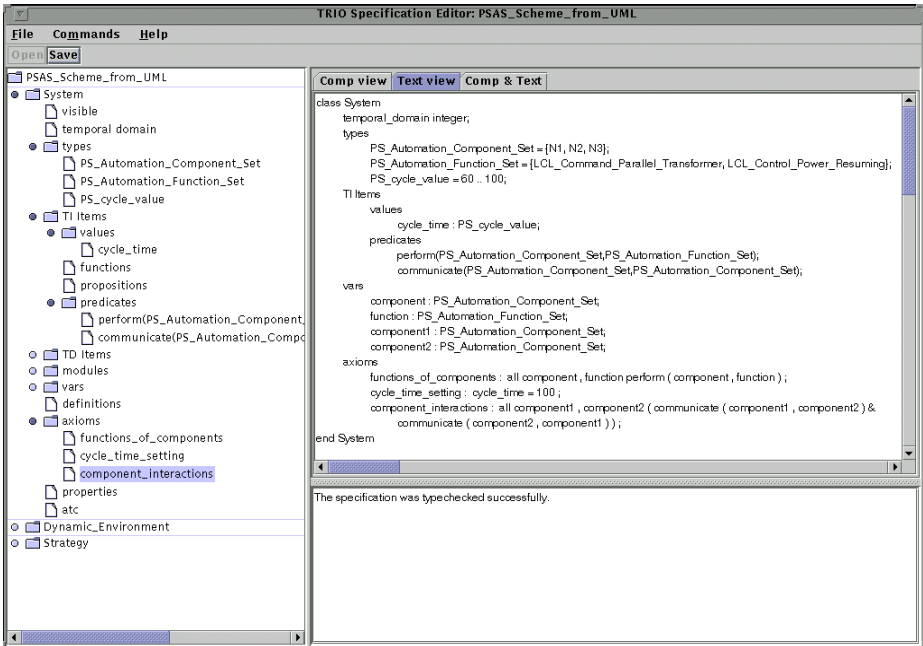 TRIO Specification Editor: PSAS_Scheme_from_UML
File Commands Help
Open Save
PSAS_Scheme_from_UML
System
visible
temporal domain
types
PS_Automation_Component_Set
PS_Automation_Function_Set
PS_cycle_value
TI Items
values
cycle_time
functions
propositions
predicates
perform(PS_Automation_Component_
communicate(PS_Automation_Compo
TD Items
modules
vars
definitions
axioms
functions_of_components
cycle_time_setting
component_interactions
properties
atc
Dynamic_Environment
Strategy
Comp view Text view Comp & Text
class System
temporal_domain integer;
types
PS_Automation_Component_Set = {N1, N2, N3};
PS_Automation_Function_Set = {LCL_Command_Parallel_Transformer, LCL_Control_Power_Resuming};
PS_cycle_value = 60 .. 100;
TI Items
values
cycle_time : PS_cycle_value;
predicates
perform(PS_Automation_Component_Set,PS_Automation_Function_Set);
communicate(PS_Automation_Component_Set,PS_Automation_Component_Set);
vars
component : PS_Automation_Component_Set;
function : PS_Automation_Function_Set;
component1 : PS_Automation_Component_Set;
component2 : PS_Automation_Component_Set;
axioms
functions_of_components : all component , function perform ( component , function ) ;
cycle_time_setting : cycle_time = 100 ;
component_interactions : all component1 , component2 ( communicate ( component1 , component2 ) &
communicate ( component2 , component1 ) ) ;
end System
The specification was typechecked successfully.